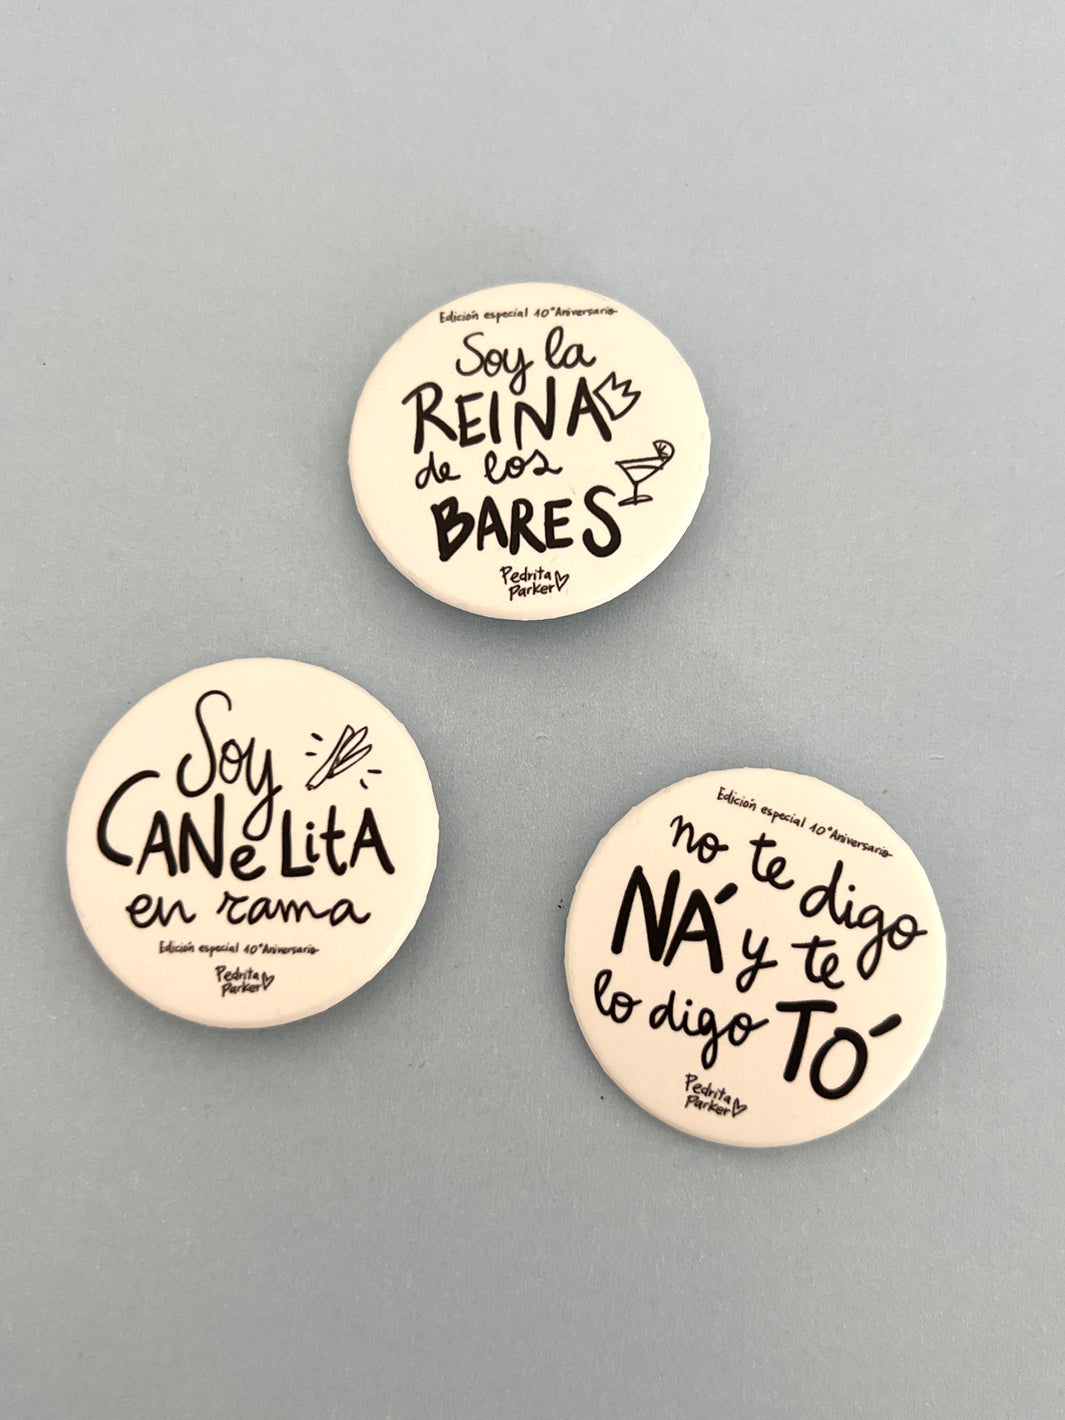 Edición especial 10°Aniversario
Soy la
REINA
de los
BARES
Pedrita
Parker
Soy
CANeLitA
en rama
Edición especial 10°Aniversario
Pedrita
Parker
Edición especial 10°Aniversario
no te digo
NÁ y te
lo digo TÓ
Pedrita
Parker